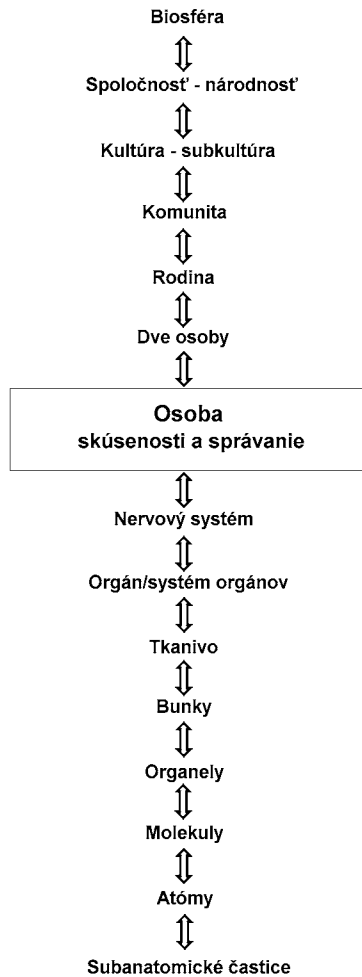 Biosféra
Spoločnosť - národnosť
Kultúra - subkultúra
Komunita
Rodina
Dve osoby
Osoba
skúsenosti a správanie
Nervový systém
Orgán/systém orgánov
Tkanivo
Bunky
Organely
Molekuly
Atómy
Subanatomické častice